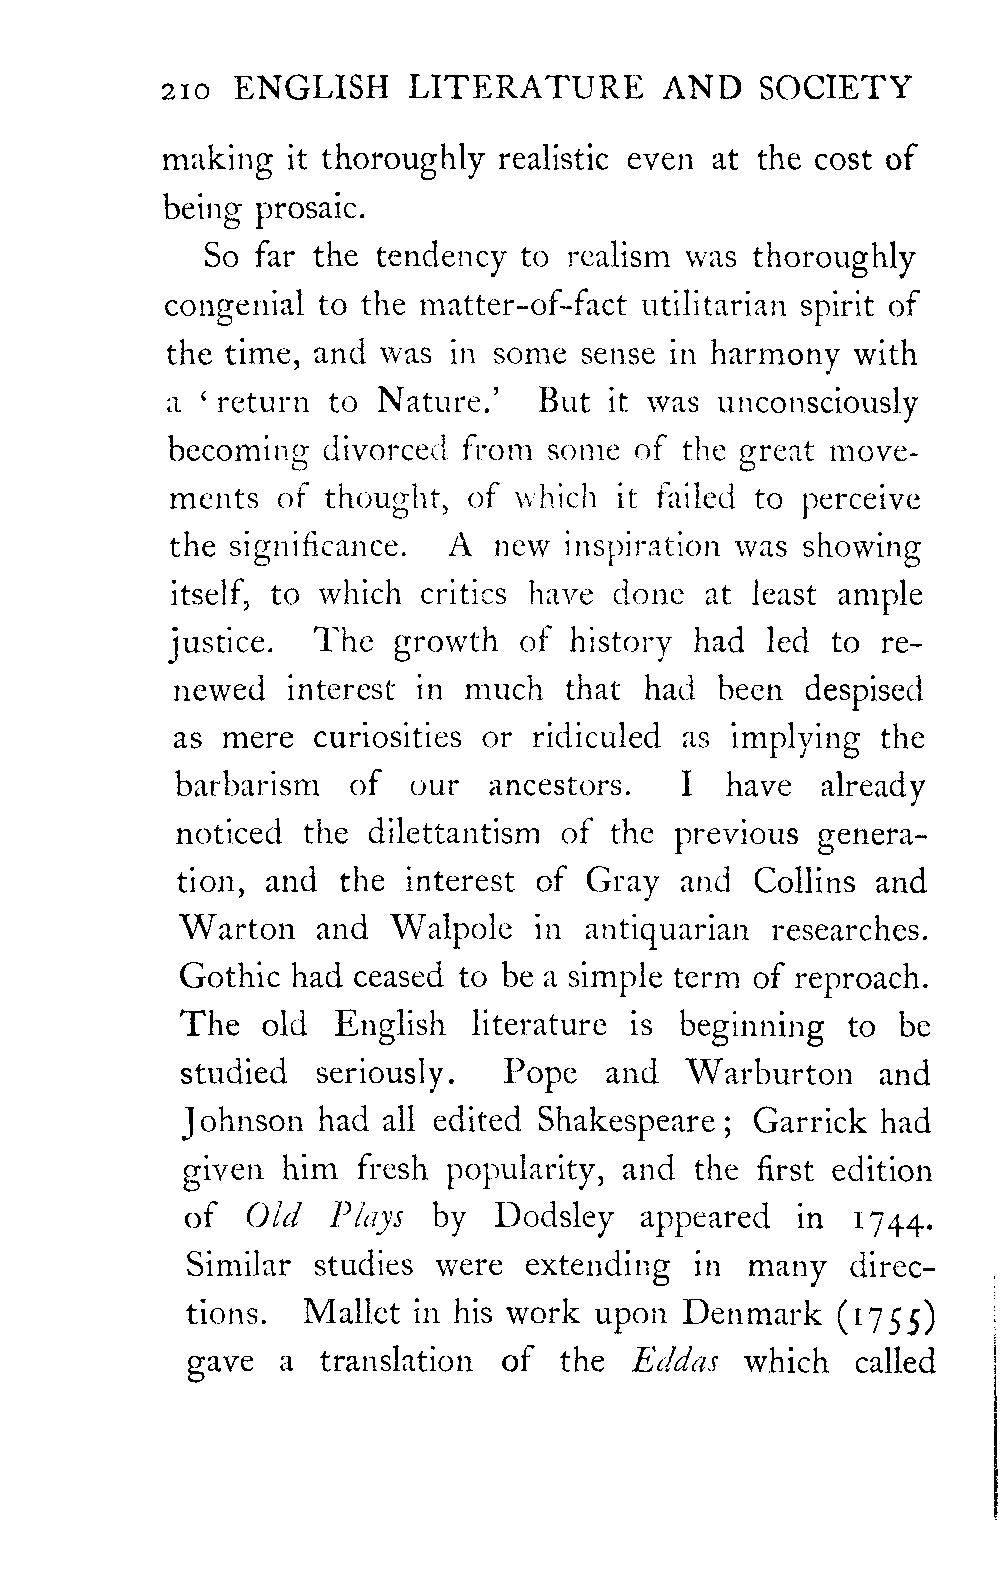 210 ENGLISH LITERATURE AND SOCIETY
making it thoroughly realistic even at the cost of
being prosaic.
So far the tendency to realism was thoroughly
congenial to the matter-of-fact utilitarian spirit of
the time, and was in some sense in harmony with
a ‘return to Nature.’ But it was unconsciously
becoming divorced from some of the great move-
ments of thought, of which it failed to perceive
the significance. A new inspiration was showing
itself, to which critics have done at least ample
justice. The growth of history had led to re-
newed interest in much that had been despised
as mere curiosities or ridiculed as implying the
barbarism of our ancestors. I have already
noticed the dilettantism of the previous genera-
tion, and the interest of Gray and Collins and
Warton and Walpole in antiquarian researches.
Gothic had ceased to be a simple term of reproach.
The old English literature is beginning to be
studied seriously. Pope and Warburton and
Johnson had all edited Shakespeare; Garrick had
given him fresh popularity, and the first edition
of Old Plays by Dodsley appeared in 1744.
Similar studies were extending in many direc-
tions. Mallet in his work upon Denmark (1755)
gave a translation of the Eddas which called